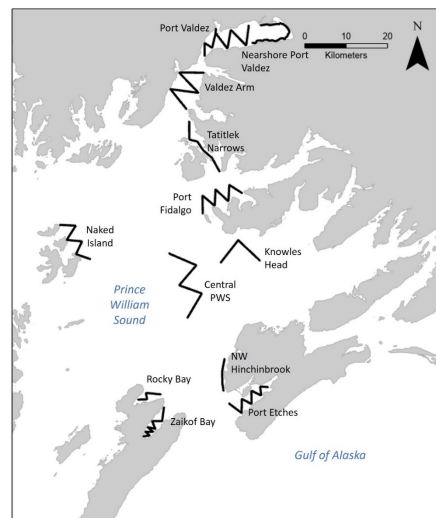 Port Valdez
N
0 10 20
Kilometers
Nearshore Port
Valdez
Valdez Arm
Tatitlek
Narrows
Port
Fidalgo
Naked
Island
Knowles
Head
Central
PWS
Prince
William
Sound
NW
Hinchinbrook
Rocky Bay
Port Etches
Zaikof Bay
Gulf of Alaska